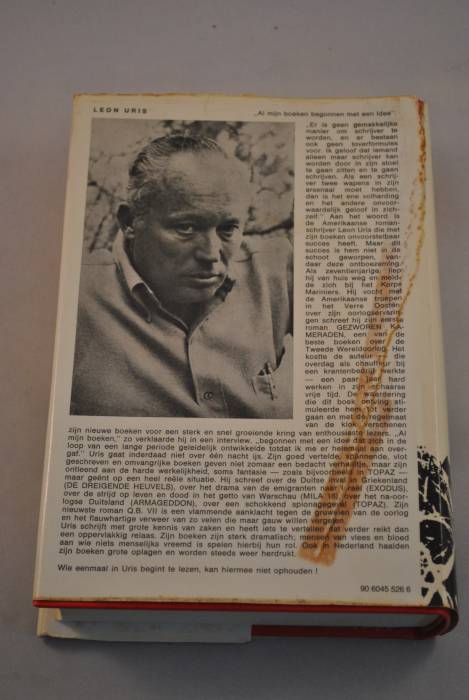 LEON URIS
„Al mijn boeken begonnen met een idee"
„Er is geen gemakkelijke
manier om schrijver te
worden, en er bestaan
ook geen toverformules
voor. Ik geloof dat iemand
alleen maar schrijver kan
worden door in zijn stoel
te gaan zitten en te gaan
schrijven. Als een schrij-
ver twee wapens in zijn
arsenaal moet hebben,
dan is het ene volharding
en het andere onvoor-
waardelijk geloof in zich-
zelf." Aan het woord is
de Amerikaanse roman-
schrijver Leon Uris die met
zijn boeken onvoorstelbaar
succes heeft. Maar dit
succes is hem niet in de
schoot geworpen, van-
daar deze ontboezeming.
Als zeventienjarige liep
hij van huis weg en meld-
de zich bij het Korps
Mariniers. Hij vocht met
de Amerikaanse troepen
in het Verre Oosten,
over zijn oorlogservarin-
gen schreef hij zijn eerste
roman GEZWOREN KA-
MERADEN, een van de
beste boeken over de
Tweede Wereldoorlog. Het
kostte de auteur die
overdag als chauffeur bij
een krantenbedrijf werkte
— een paar jaar hard
werken in zijn schaarse
vrije tijd. De waardering
die dit boek ontving sti-
muleerde hem tot verder
gaan en met de regelmaat
van de klok verschenen
zijn nieuwe boeken voor een sterk en snel groeiende kring van enthousiaste lezers. „Al
mijn boeken," zo verklaarde hij in een interview, „begonnen met een idee dat ik in de
loop van een lange periode geleidelijk ontwikkelde totdat ik me er helemaal aan over-
gaf." Uris gaat inderdaad niet over één nacht ijs. Zijn goed vertelde, spannende, vlot
geschreven en omvangrijke boeken geven niet zomaar een bedacht verhaaltje, maar zijn
ontleend aan de harde werkelijkheid, soms fantasie — zoals bijvoorbeeld in TOPAZ —
maar geënt op een heel reële situatie. Hij schreef over de Duitse inval in Griekenland
(DE DREIGENDE HEUVELS), over het drama van de emigranten naar Israël (EXODUS),
over de strijd op leven en dood in het getto van Warschau (MILA 18), over het na-oor-
logse Duitsland (ARMAGEDDON), over een schokkend spionagegeval (TOPAZ). Zijn
nieuwste roman Q.B. VII is een vlammende aanklacht tegen de gruwelen van de oorlog
en het flauwhartige verweer van zo velen die maar gauw willen vergeten.
Uris schrijft met grote kennis van zaken en heeft iets te vertellen dat verder reikt dan
een oppervlakkig relaas. Zijn boeken zijn sterk dramatisch; mensen van vlees en bloed
aan wie niets menselijks vreemd is spelen hierbij hun rol. Ook in Nederland haalden
zijn boeken grote oplagen en worden steeds weer herdrukt.
Wie eenmaal in Uris begint te lezen, kan hiermee niet ophouden !
90 6045 526 6